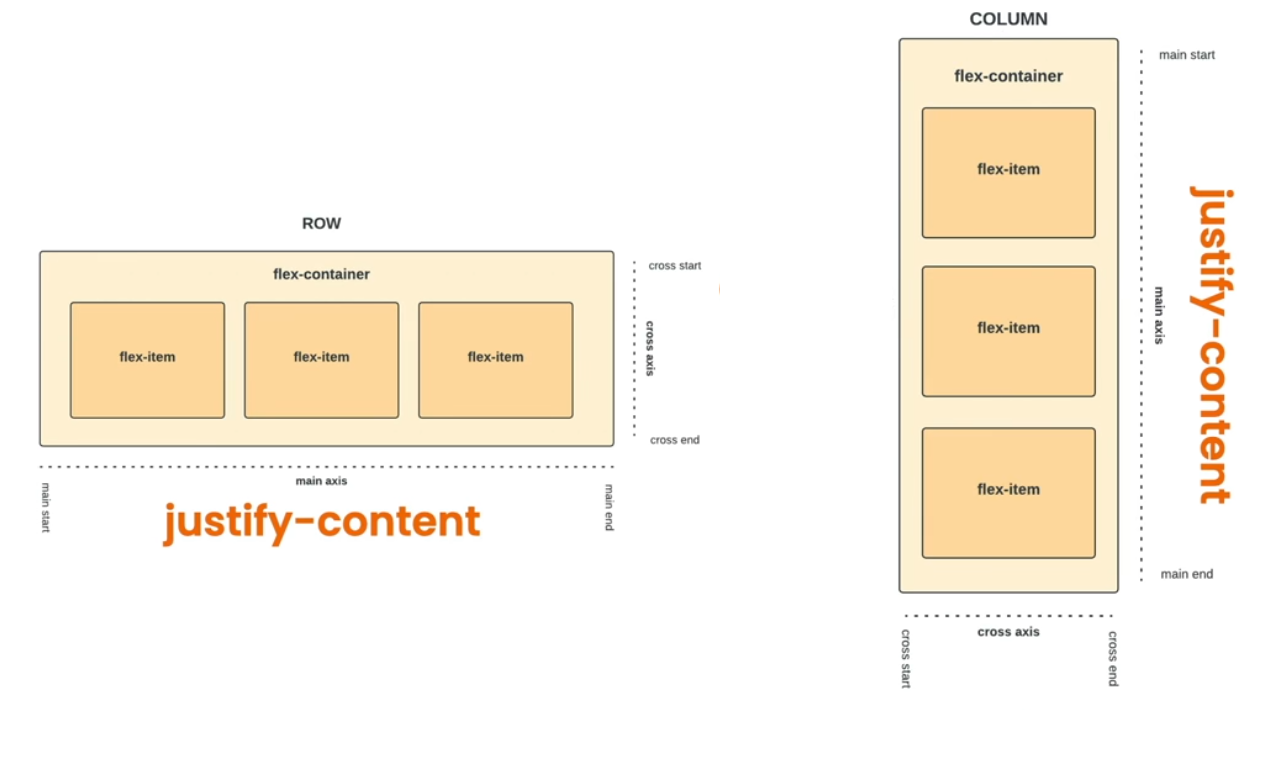 ROW
flex-container
flex-item
flex-item
flex-item
cross start
cross axis
cross end
main axis
main start
main end
justify-content
COLUMN
flex-container
flex-item
flex-item
flex-item
main start
main axis
main end
justify-content
cross axis
cross start
cross end